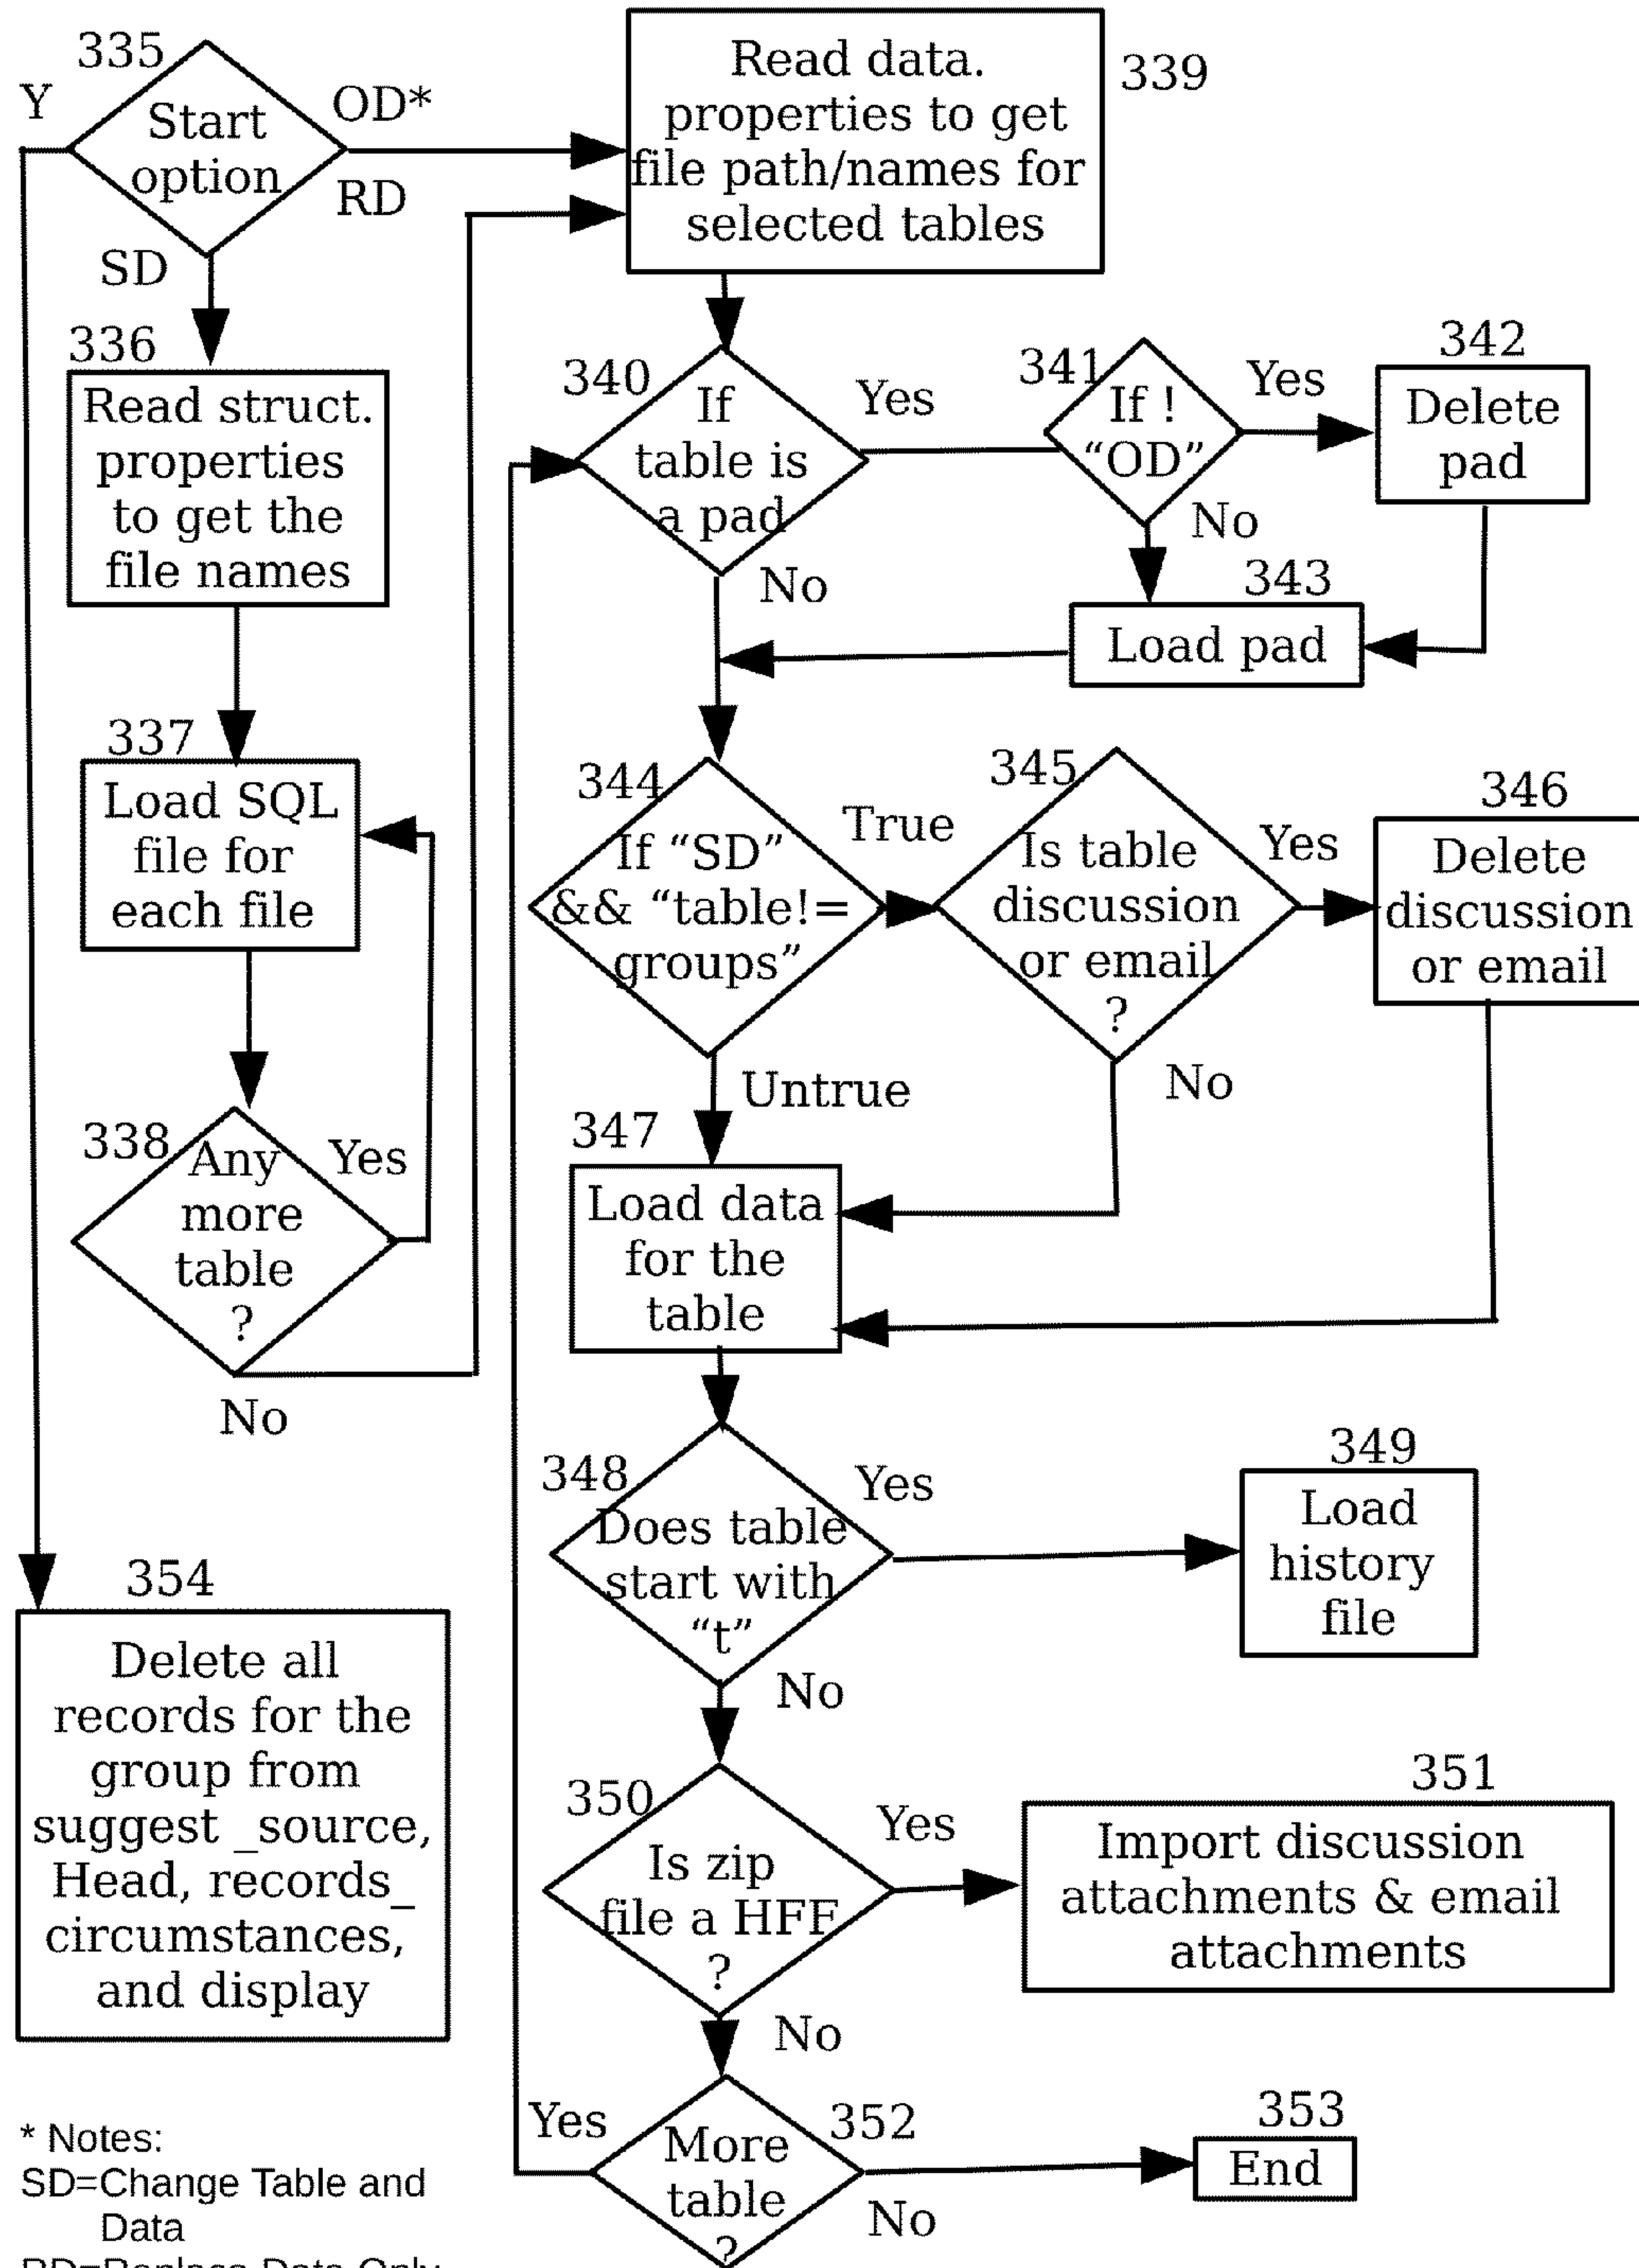 335
Y
Start
option
OD*
RD
SD
336
Read struct.
properties
to get the
file names
337
Load SQL
file for
each file
338
Any
more
table
?
Yes
No
354
Delete all
records for the
group from
suggest _source,
Head, records_
circumstances,
and display
* Notes:
SD=Change Table and
Data
RD=Replace Data Only
Read data.
properties to get
file path/names for
selected tables
339
340
If
table is
a pad
Yes
No
341
If !
“OD”
Yes
No
342
Delete
pad
343
Load pad
344
If “SD”
&& “table!=
groups”
True
Untrue
345
Is table
discussion
or email
?
Yes
No
346
Delete
discussion
or email
347
Load data
for the
table
348
Does table
start with
“t”
Yes
No
349
Load
history
file
350
Is zip
file a HFF
?
Yes
No
351
Import discussion
attachments & email
attachments
352
More
table
?
Yes
No
353
End